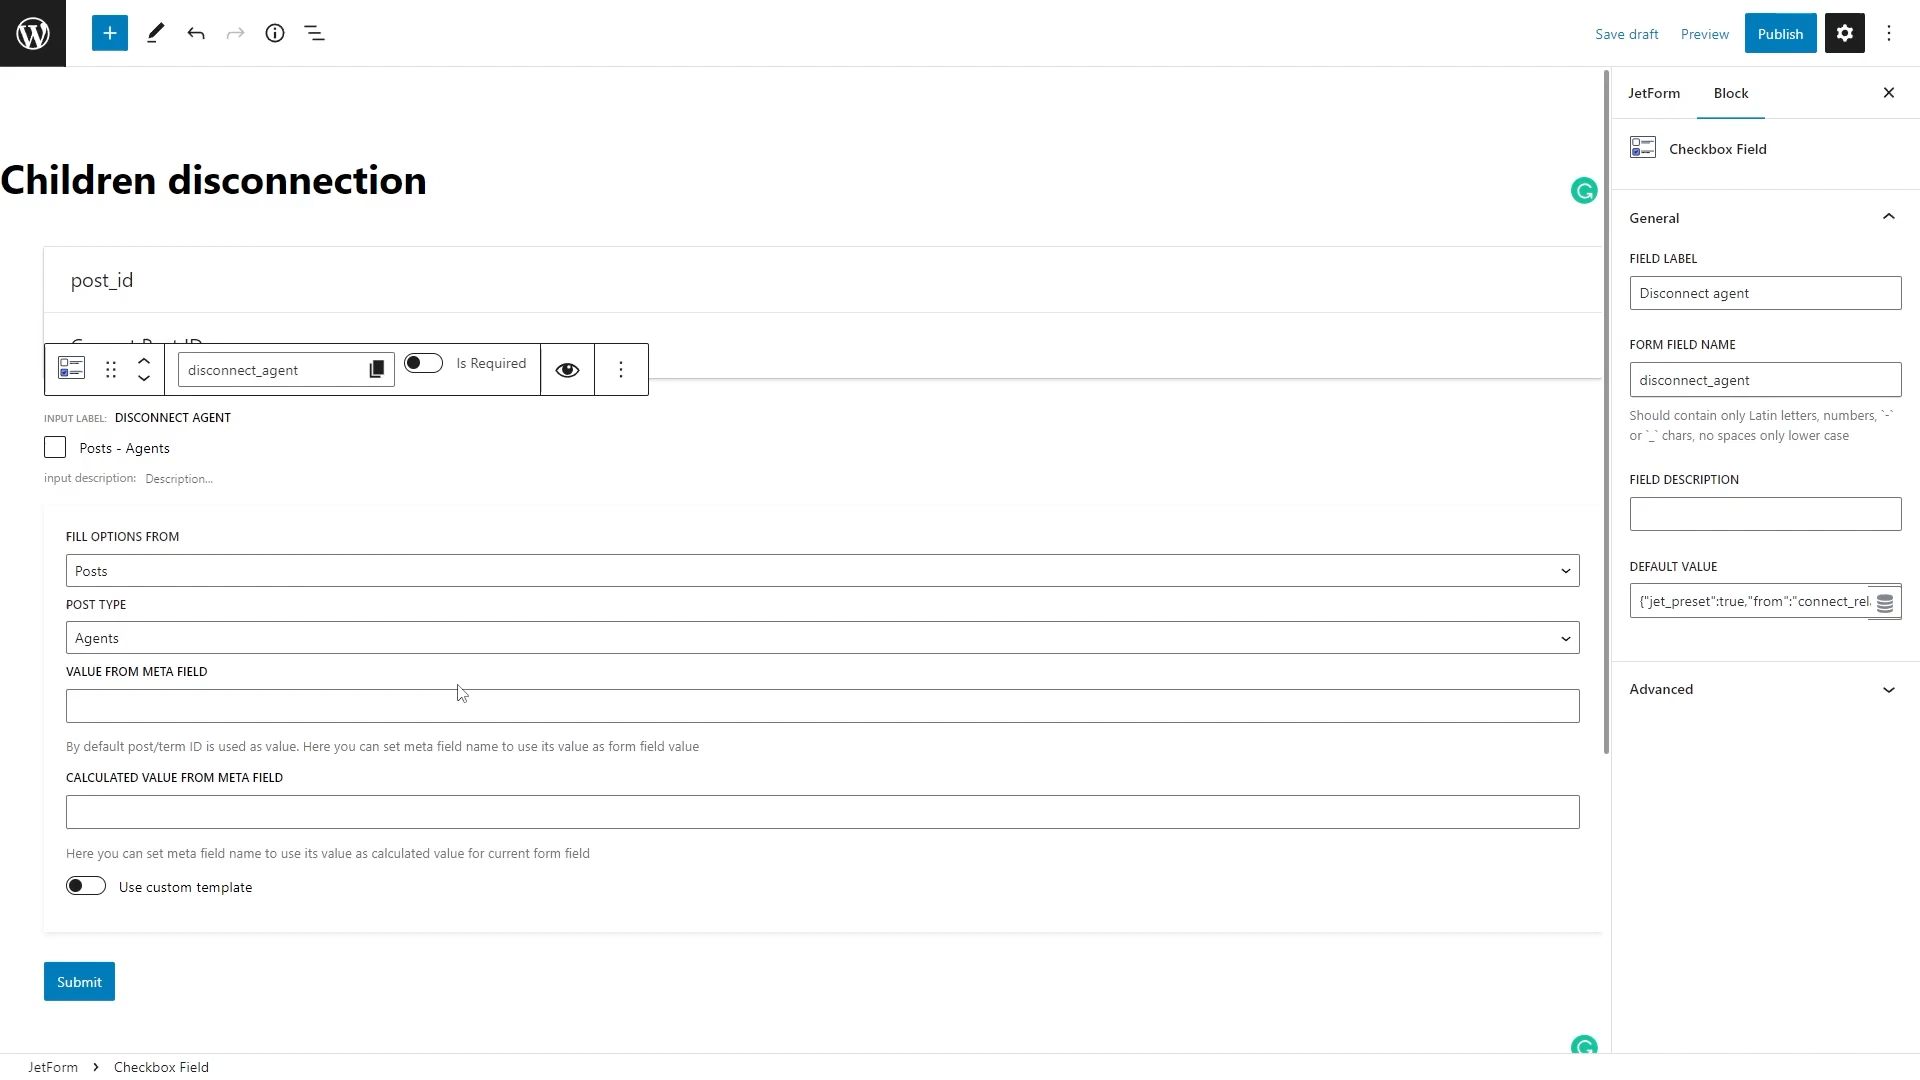 Save draft
Preview
Publish
JetForm
Block
Checkbox Field
Children disconnection
General
FIELD LABEL
Disconnect agent
FORM FIELD NAME
disconnect_agent
Should contain only Latin letters, numbers, `-`
or `_` chars, no spaces only lower case
FIELD DESCRIPTION
DEFAULT VALUE
{"jet_preset":true,"from":"connect_rel
Advanced
post_id
disconnect_agent
Is Required
INPUT LABEL: DISCONNECT AGENT
Posts - Agents
input description: Description...
FILL OPTIONS FROM
Posts
POST TYPE
Agents
VALUE FROM META FIELD
By default post/term ID is used as value. Here you can set meta field name to use its value as form field value
CALCULATED VALUE FROM META FIELD
Here you can set meta field name to use its value as calculated value for current form field
Use custom template
Submit
JetForm > Checkbox Field